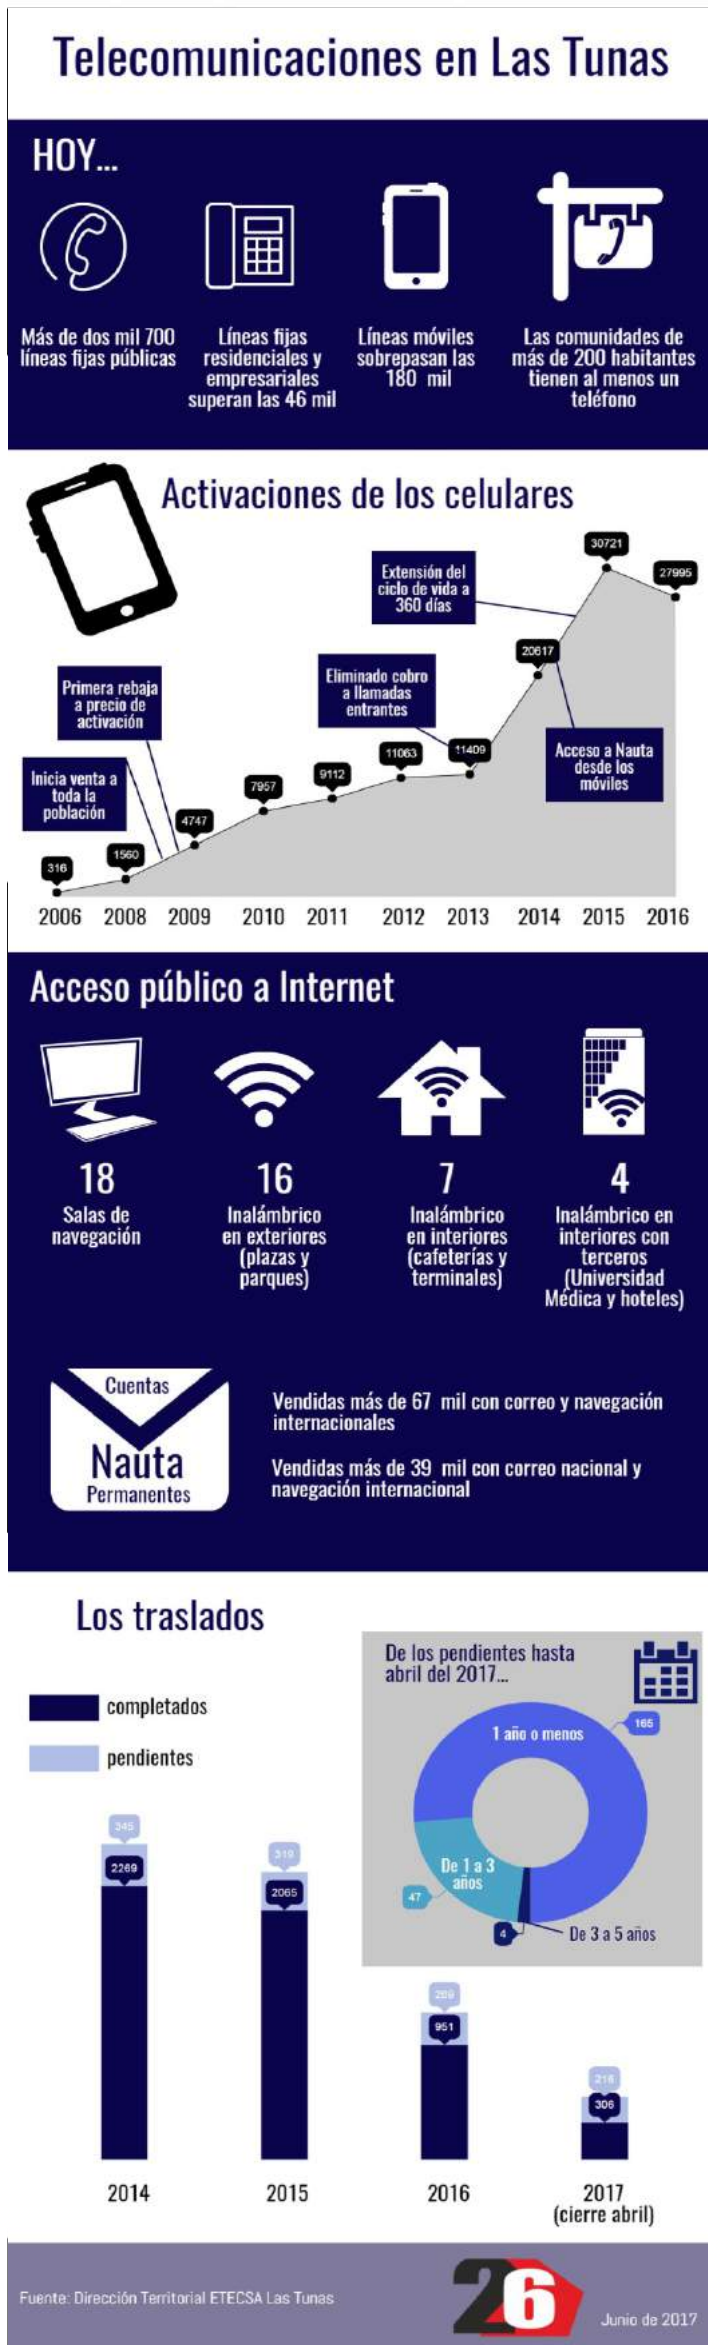 Telecomunicaciones en Las Tunas
HOY...
Más de dos mil 700
líneas fijas públicas
Líneas fijas
residenciales y
empresariales
superan las 46 mil
Líneas móviles
sobrepasan las
180 mil
Las comunidades de
más de 200 habitantes
tienen al menos un
teléfono
Activaciones de los celulares
30721
27995
Extensión del
ciclo de vida a
360 días
20617
Primera rebaja
a precio de
activación
Eliminado cobro
a llamadas
entrantes
11063
11409
Acceso a Nauta
desde los
móviles
Inicia venta a
toda la
población
9112
7957
4747
1560
316
2006 2008 2009 2010 2011 2012 2013 2014 2015 2016
Acceso público a Internet
18
Salas de
navegación
16
Inalámbrico
en exteriores
(plazas y
parques)
7
Inalámbrico
en interiores
(cafeterías y
terminales)
4
Inalámbrico en
interiores con
terceros
(Universidad
Médica y hoteles)
Cuentas
Nauta
Permanentes
Vendidas más de 67 mil con correo y navegación
internacionales
Vendidas más de 39 mil con correo nacional y
navegación internacional
Los traslados
completados
pendientes
De los pendientes hasta
abril del 2017...
165
1 año o menos
De 1 a 3
años
47
4
De 3 a 5 años
345
2269
319
2065
951
216
306
2014
2015
2016
2017
(cierre abril)
Fuente: Dirección Territorial ETECSA Las Tunas
26
Junio de 2017